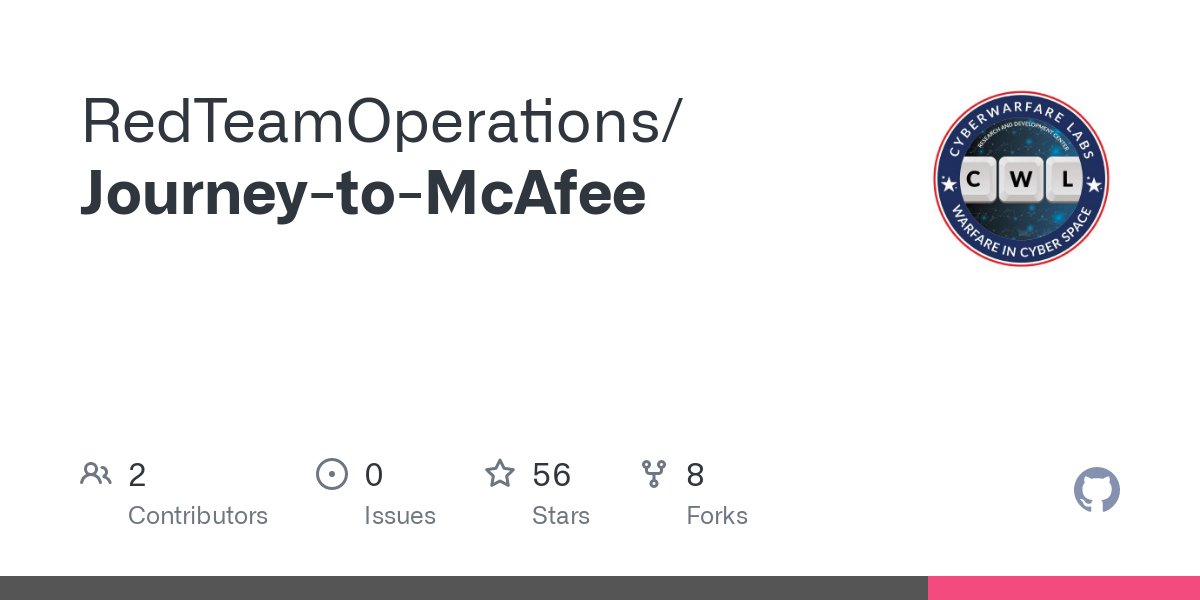 RedTeamOperations/
Journey-to-McAfee
CYBERWARFARE LABS
RESEARCH AND DEVELOPMENT CENTER
C W L
WARFARE IN CYBER SPACE
2
Contributors
0
Issues
56
Stars
8
Forks